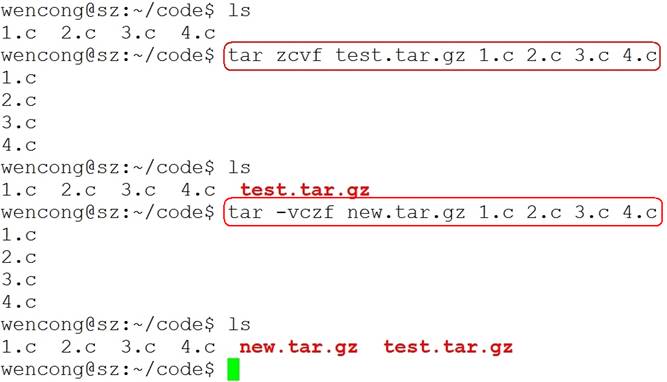 wencong@sz:~/code$ ls
1.c  2.c  3.c  4.c
wencong@sz:~/code$ tar zcvf test.tar.gz 1.c 2.c 3.c 4.c
1.c
2.c
3.c
4.c
wencong@sz:~/code$ ls
1.c  2.c  3.c  4.c  test.tar.gz
wencong@sz:~/code$ tar -vczf new.tar.gz 1.c 2.c 3.c 4.c
1.c
2.c
3.c
4.c
wencong@sz:~/code$ ls
1.c  2.c  3.c  4.c  new.tar.gz  test.tar.gz
wencong@sz:~/code$